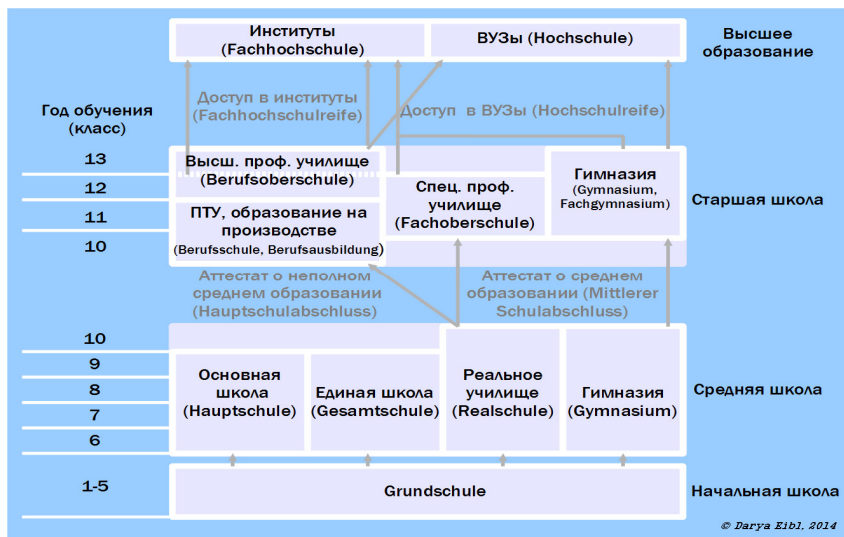 Институты
(Fachhochschule)
ВУЗы (Hochschule)
Высшее
образование
Год обучения
(класс)
Доступ в институты
(Fachhochschulreife)
Доступ в ВУЗы (Hochschulreife)
13
12
11
10
Высш. проф. училище
(Berufsoberschule)
ПТУ, образование на
производстве
(Berufsschule, Berufsausbildung)
Спец. проф.
училище
(Fachoberschule)
Гимназия
(Gymnasium,
Fachgymnasium)
Старшая школа
Аттестат о неполном
среднем образовании
(Hauptschulabschluss)
Аттестат о среднем
образовании (Mittlerer
Schulabschluss)
10
9
8
7
6
Основная
школа
(Hauptschule)
Единая школа
(Gesamtschule)
Реальное
училище
(Realschule)
Гимназия
(Gymnasium)
Средняя школа
1-5
Grundschule
Начальная школа
© Darya Eibl, 2014